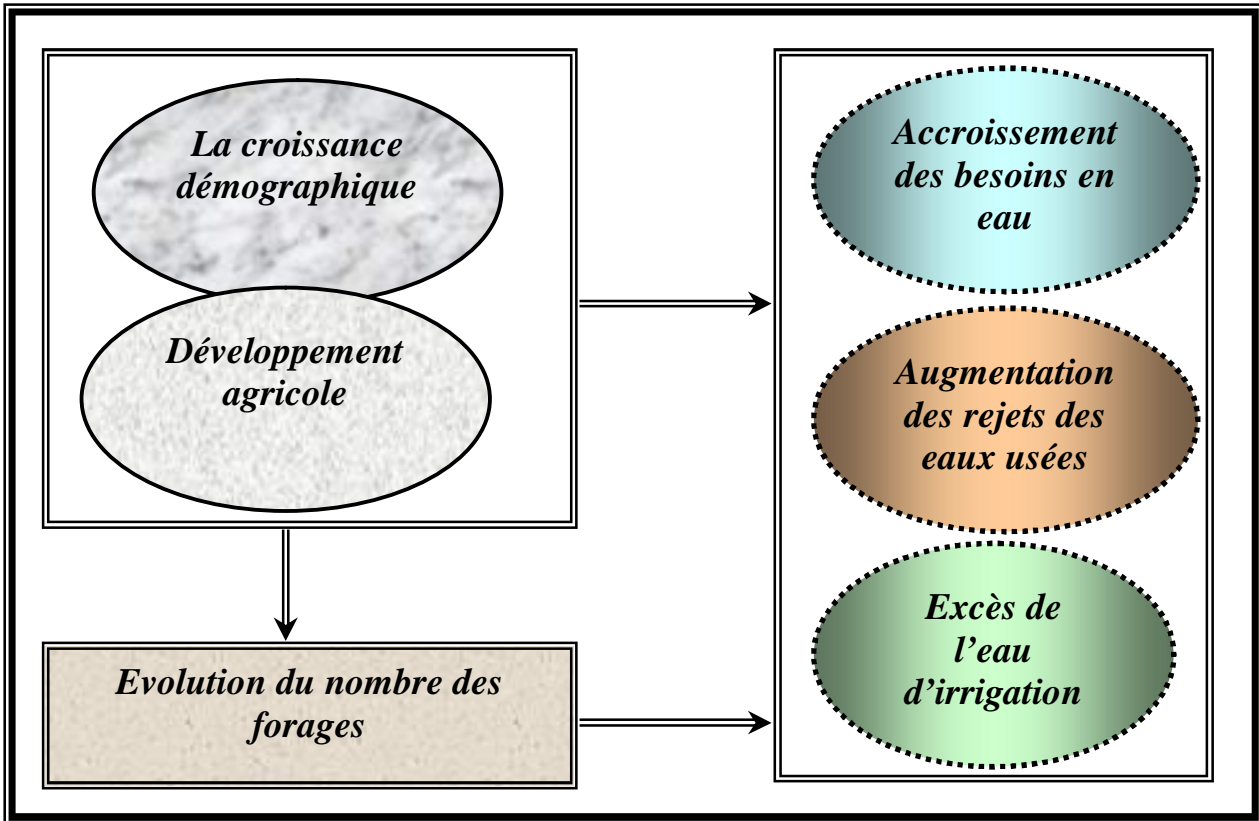 La croissance
démographique
Développement
agricole
Evolution du nombre des
forages
Accroissement
des besoins en
eau
Augmentation
des rejets des
eaux usées
Excès de
l'eau
d'irrigation